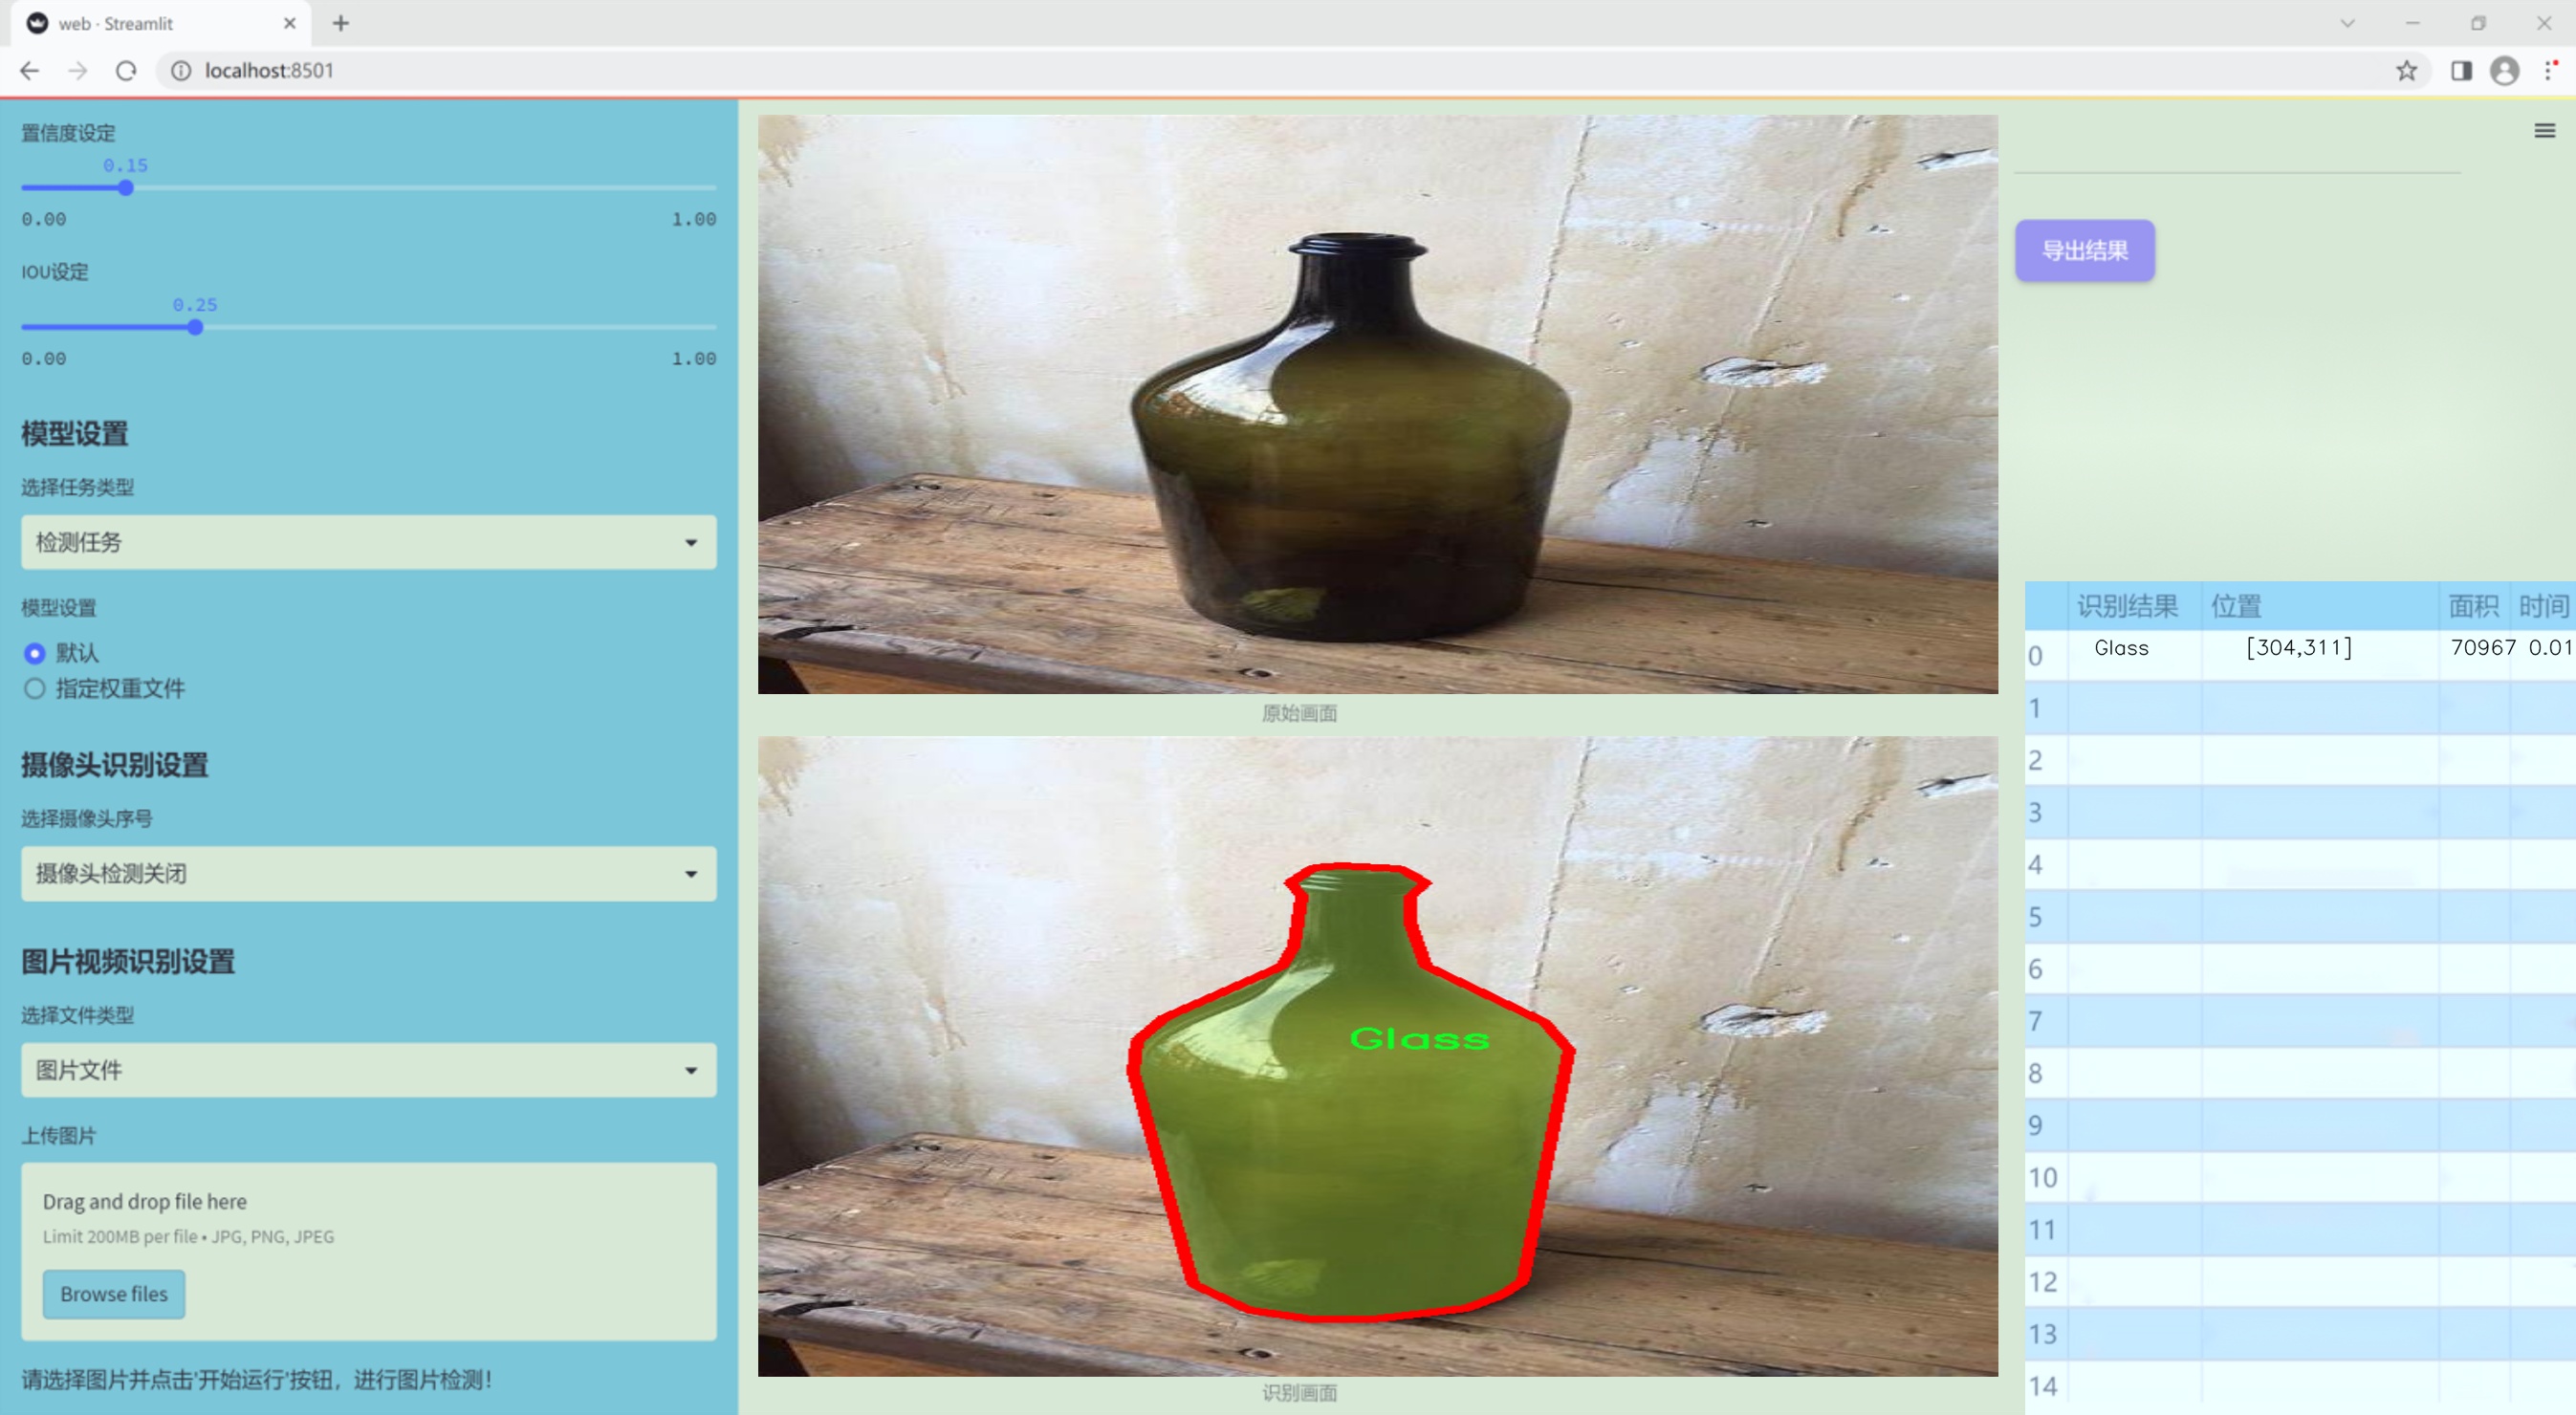 web · Streamlit
localhost:8501
置信度设定
0.15
0.00 1.00
IOU设定
0.25
0.00 1.00
模型设置
选择任务类型
检测任务
模型设置
默认
指定权重文件
摄像头识别设置
选择摄像头序号
摄像头检测关闭
图片视频识别设置
选择文件类型
图片文件
上传图片
Drag and drop file here
Limit 200MB per file • JPG, PNG, JPEG
Browse files
请选择图片并点击'开始运行'按钮，进行图片检测！
原始画面
Glass
识别画面
导出结果
识别结果 位置 面积 时间
0 Glass [304,311] 70967 0.01
1
2
3
4
5
6
7
8
9
10
11
12
13
14